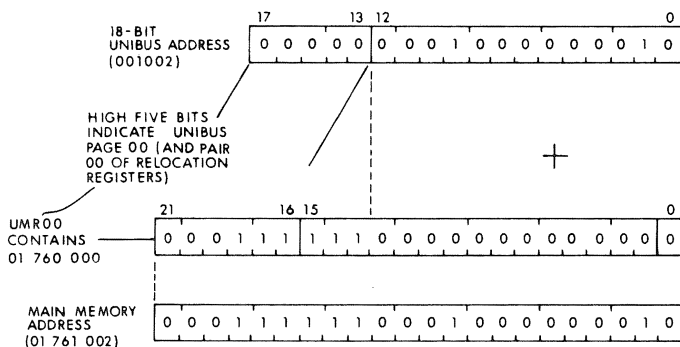 17 13 12 0
18-BIT
UNIBUS ADDRESS
(001002)
0 0 0 0 0 0 0 0 1 0 0 0 0 0 0 0 1 0
HIGH FIVE BITS
INDICATE UNIBUS
PAGE 00 (AND PAIR
00 OF RELOCATION
REGISTERS)
21 16 15 0
UMR00
CONTAINS
01 760 000
0 0 0 1 1 1 1 1 1 0 0 0 0 0 0 0 0 0 0 0 0 0
MAIN MEMORY
ADDRESS
(01 761 002)
0 0 0 1 1 1 1 1 1 0 0 0 1 0 0 0 0 0 0 0 1 0